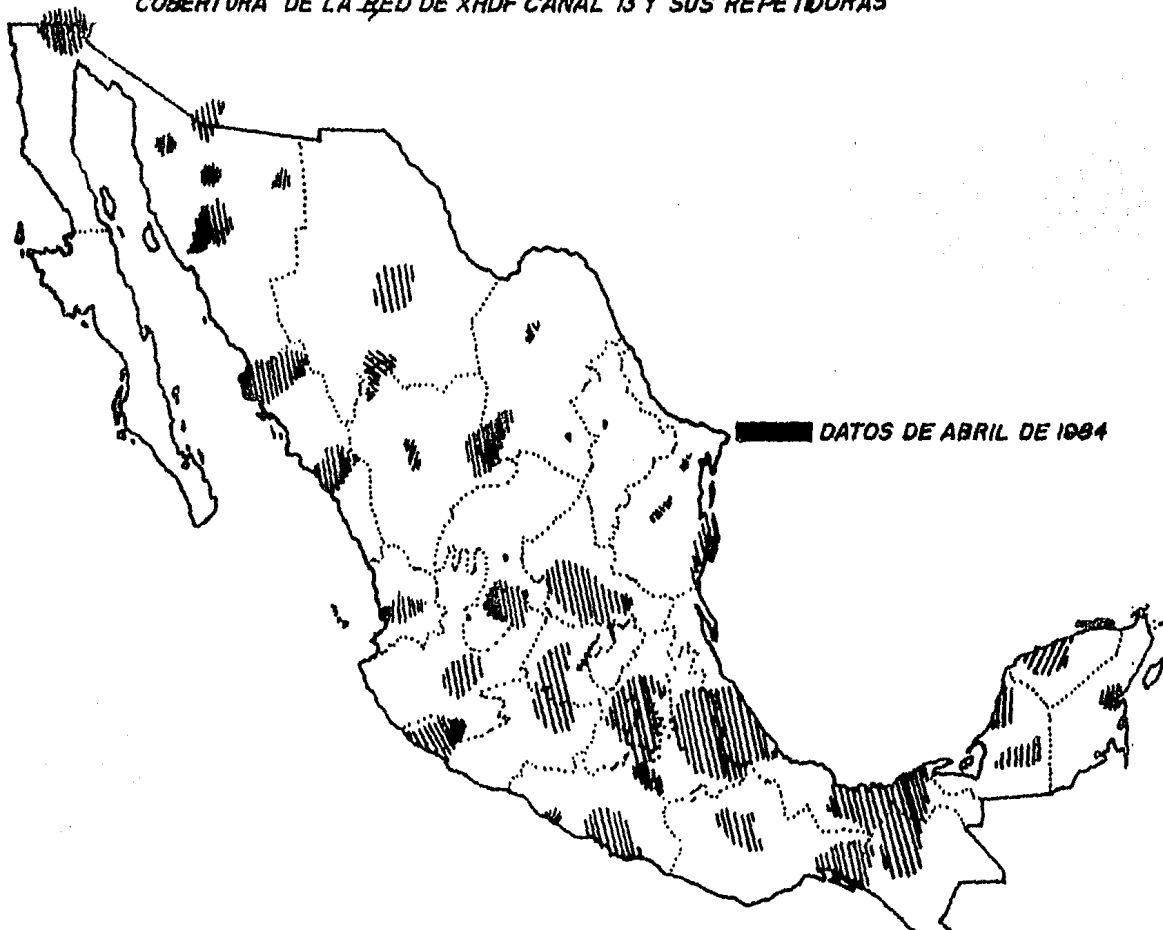 COBERTURA DE LA RED DE XHDF CANAL 13 Y SUS REPETIDORAS
DATOS DE ABRIL DE 1984